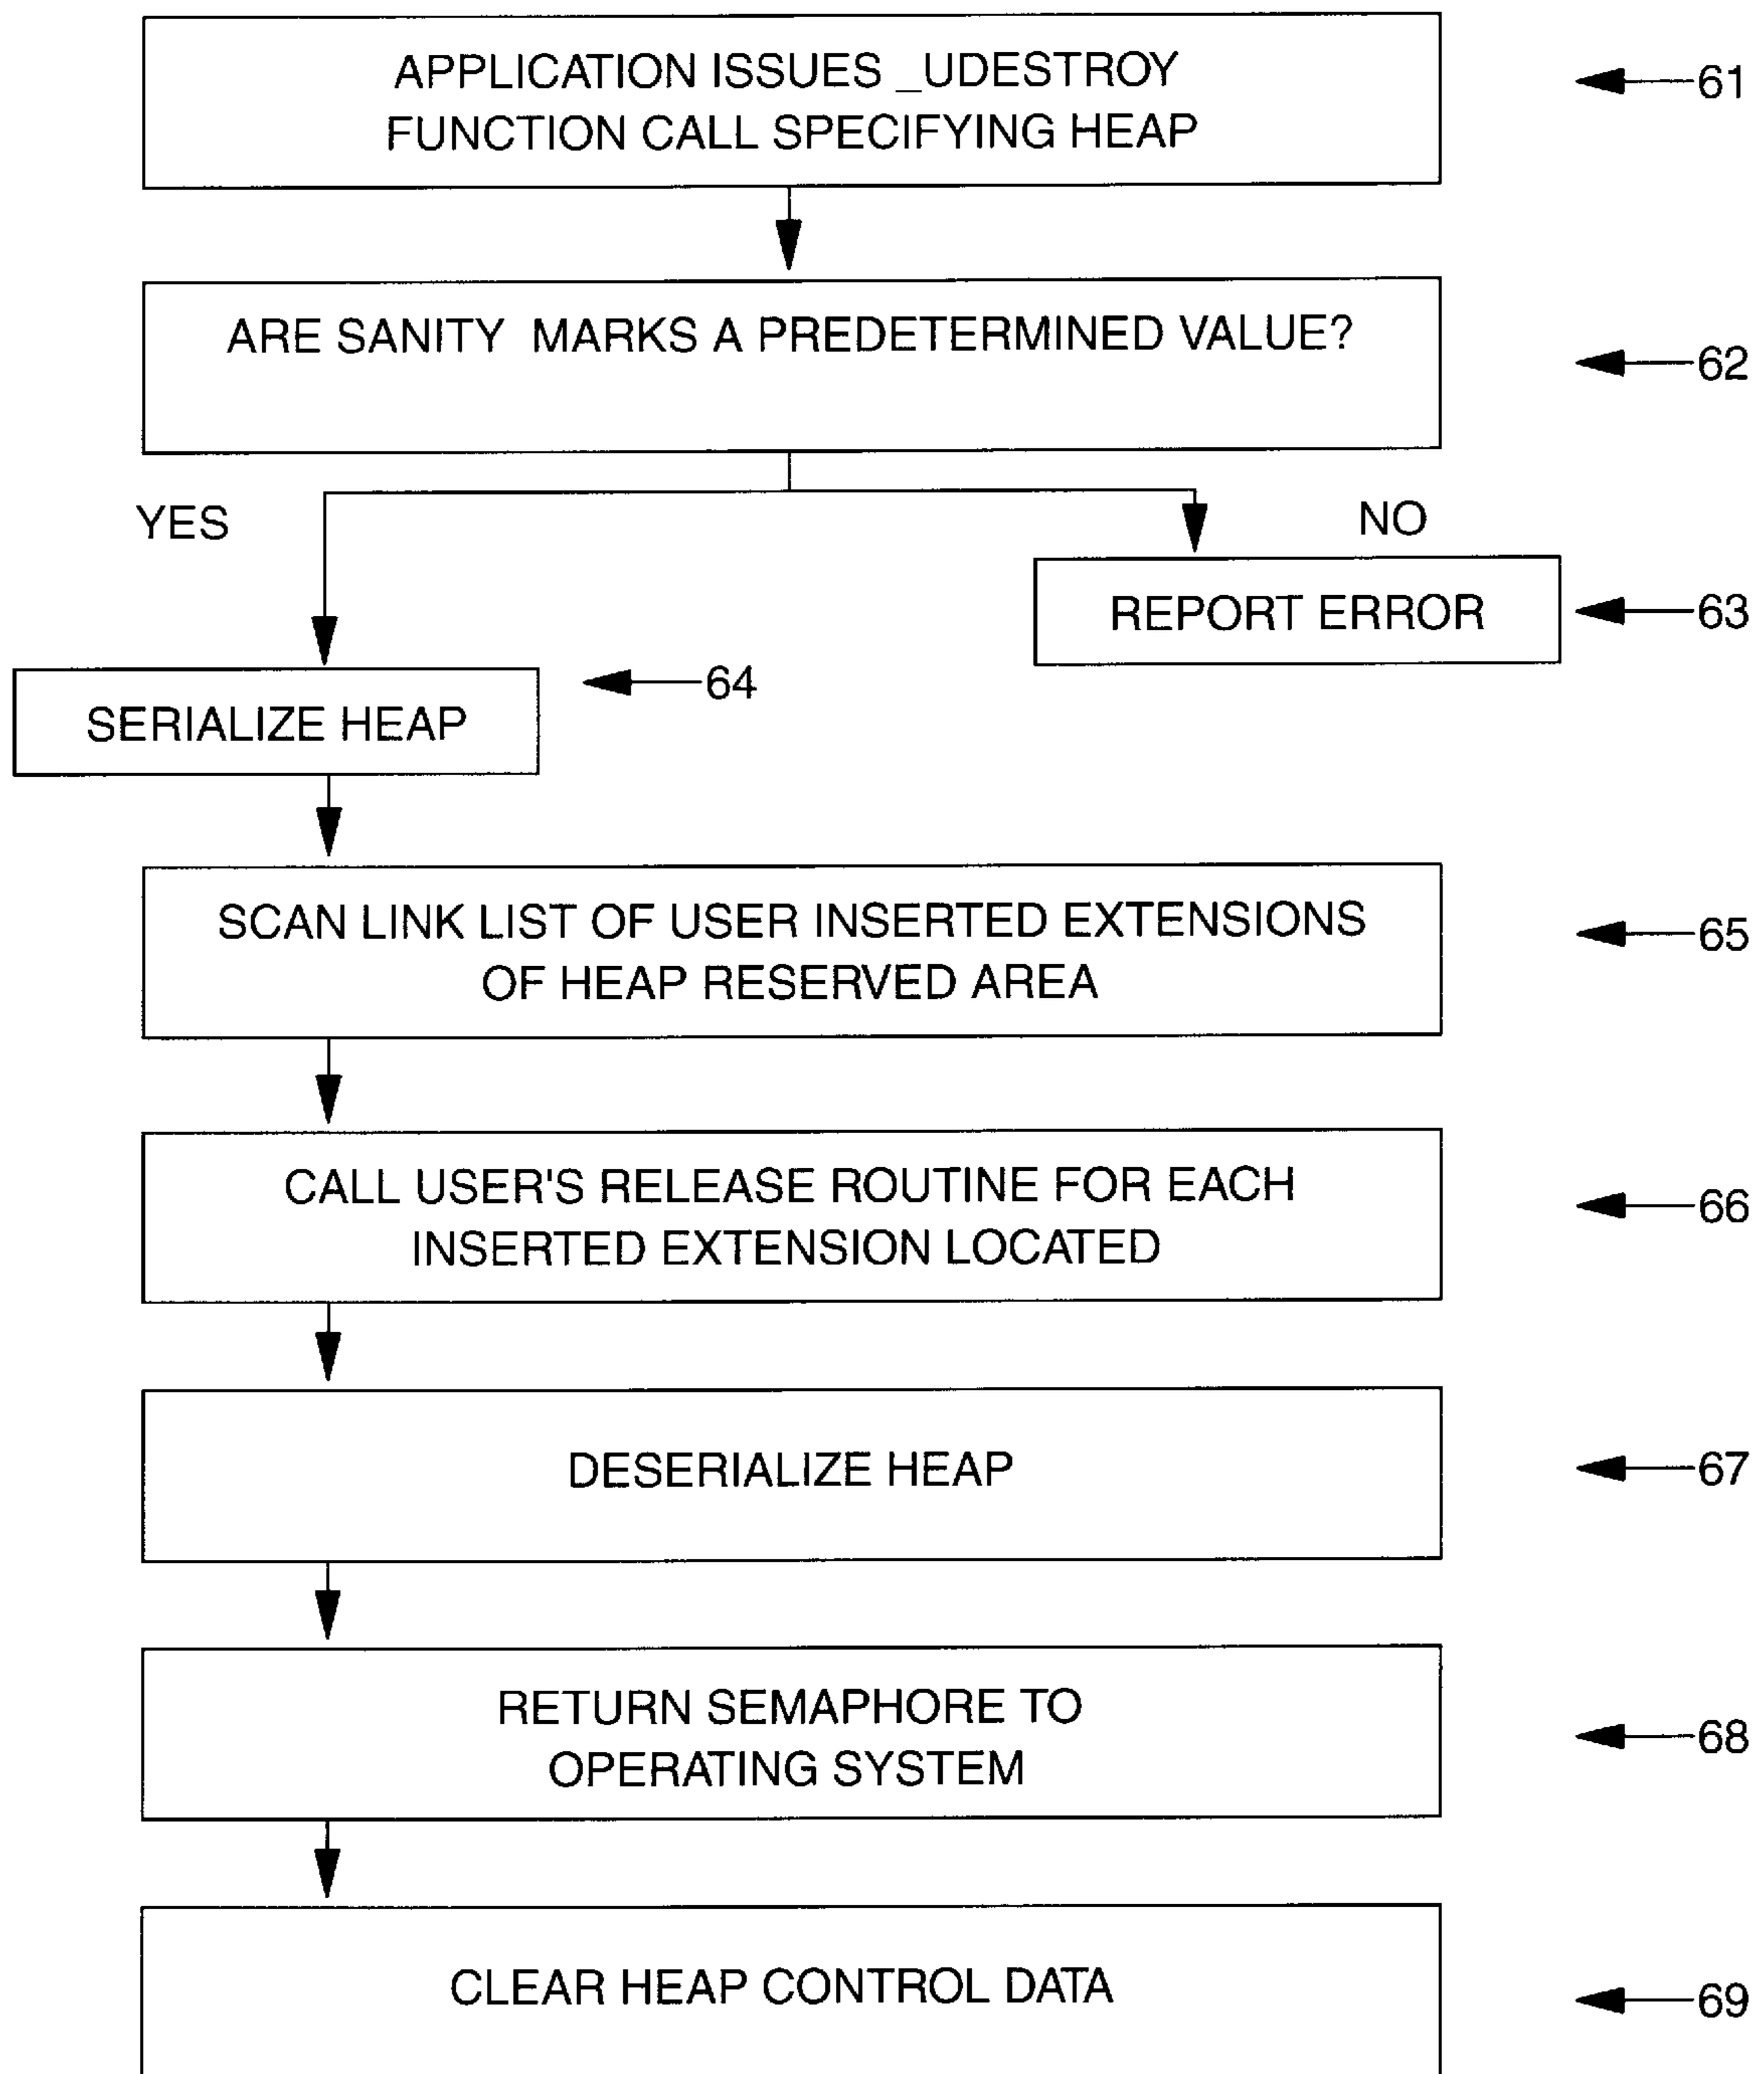 APPLICATION ISSUES _UDESTROY
FUNCTION CALL SPECIFYING HEAP
61
ARE SANITY MARKS A PREDETERMINED VALUE?
62
YES
NO
REPORT ERROR
63
64
SERIALIZE HEAP
SCAN LINK LIST OF USER INSERTED EXTENSIONS
OF HEAP RESERVED AREA
65
CALL USER'S RELEASE ROUTINE FOR EACH
INSERTED EXTENSION LOCATED
66
DESERIALIZE HEAP
67
RETURN SEMAPHORE TO
OPERATING SYSTEM
68
CLEAR HEAP CONTROL DATA
69